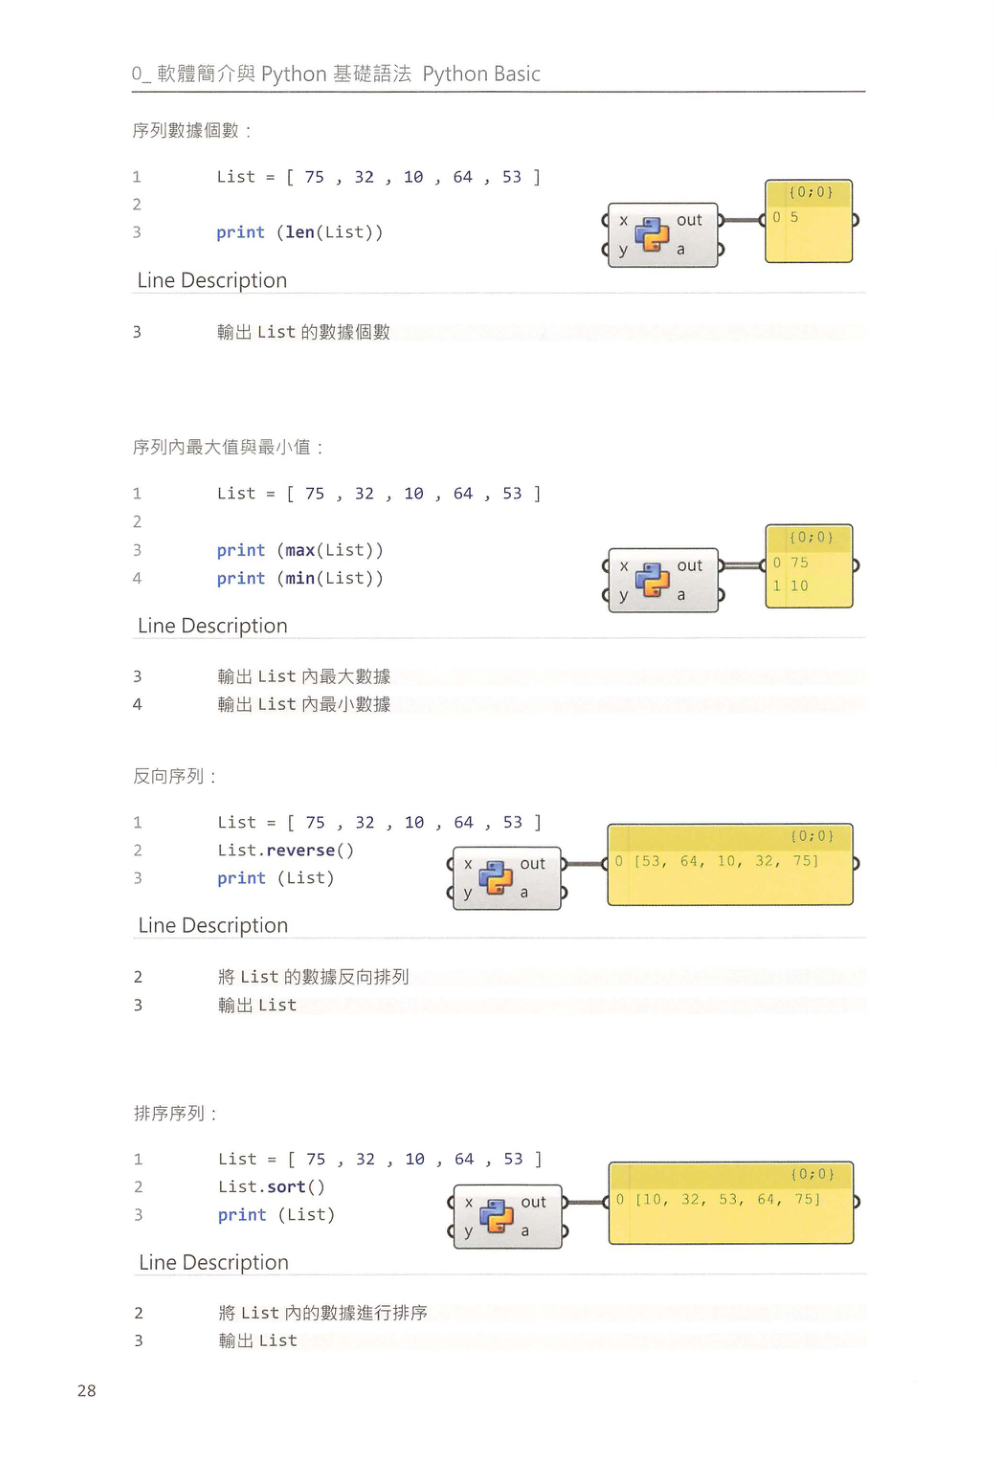 0_ 軟體簡介與 Python 基礎語法 Python Basic
序列數據個數：
1 List = [ 75 , 32 , 10 , 64 , 53 ]
2
3 print (len(List))
x out
y a
{0;0}
0 5
Line Description
3 輸出 List 的數據個數
序列內最大值與最小值：
1 List = [ 75 , 32 , 10 , 64 , 53 ]
2
3 print (max(List))
4 print (min(List))
x out
y a
{0;0}
0 75
1 10
Line Description
3 輸出 List 內最大數據
4 輸出 List 內最小數據
反向序列：
1 List = [ 75 , 32 , 10 , 64 , 53 ]
2 List.reverse()
3 print (List)
x out
y a
{0;0}
0 [53, 64, 10, 32, 75]
Line Description
2 將 List 的數據反向排列
3 輸出 List
排序序列：
1 List = [ 75 , 32 , 10 , 64 , 53 ]
2 List.sort()
3 print (List)
x out
y a
{0;0}
0 [10, 32, 53, 64, 75]
Line Description
2 將 List 內的數據進行排序
3 輸出 List
28